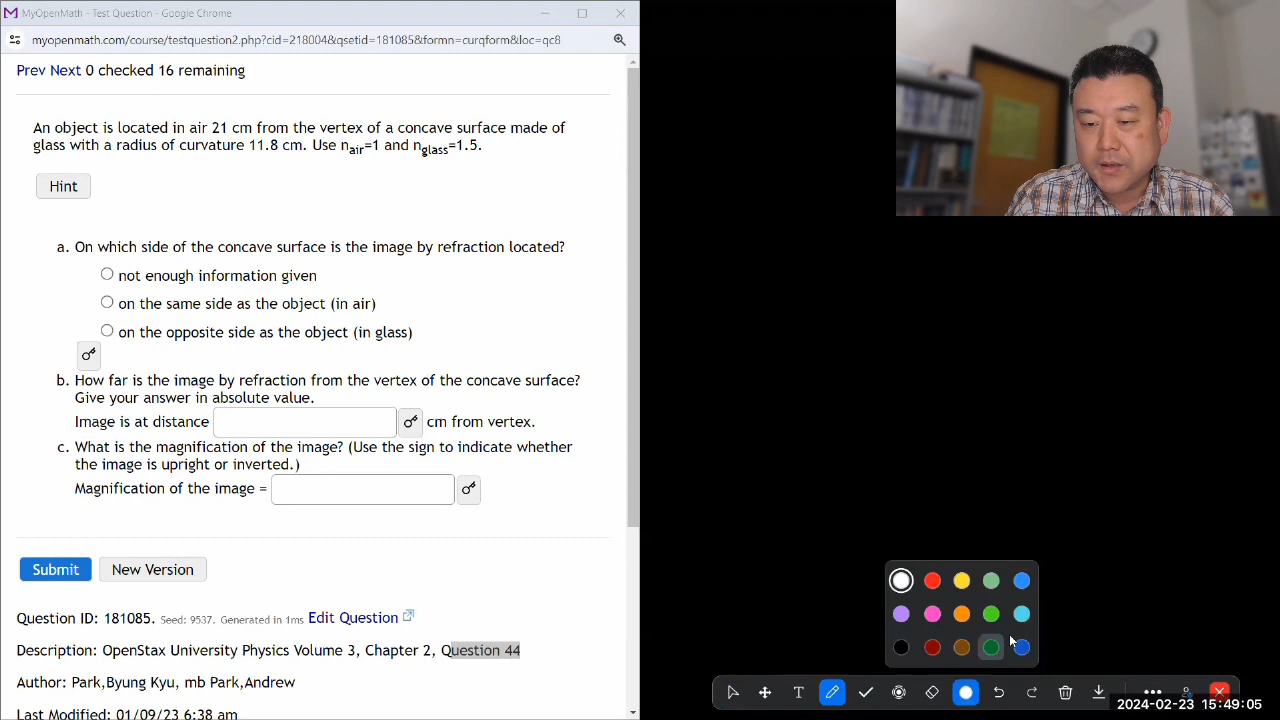 MyOpenMath - Test Question - Google Chrome
myopenmath.com/course/testquestion2.php?cid=218004&qsetid=181085&formn=curqform&loc=qc8
Prev Next 0 checked 16 remaining
An object is located in air 21 cm from the vertex of a concave surface made of
glass with a radius of curvature 11.8 cm. Use nair=1 and nglass=1.5.
Hint
a. On which side of the concave surface is the image by refraction located?
not enough information given
on the same side as the object (in air)
on the opposite side as the object (in glass)
b. How far is the image by refraction from the vertex of the concave surface?
Give your answer in absolute value.
Image is at distance cm from vertex.
c. What is the magnification of the image? (Use the sign to indicate whether
the image is upright or inverted.)
Magnification of the image =
Submit New Version
Question ID: 181085. Seed: 9537. Generated in 1ms Edit Question
Description: OpenStax University Physics Volume 3, Chapter 2, Question 44
Author: Park,Byung Kyu, mb Park,Andrew
Last Modified: 01/09/23 6:38 am
2024-02-23 15:49:05